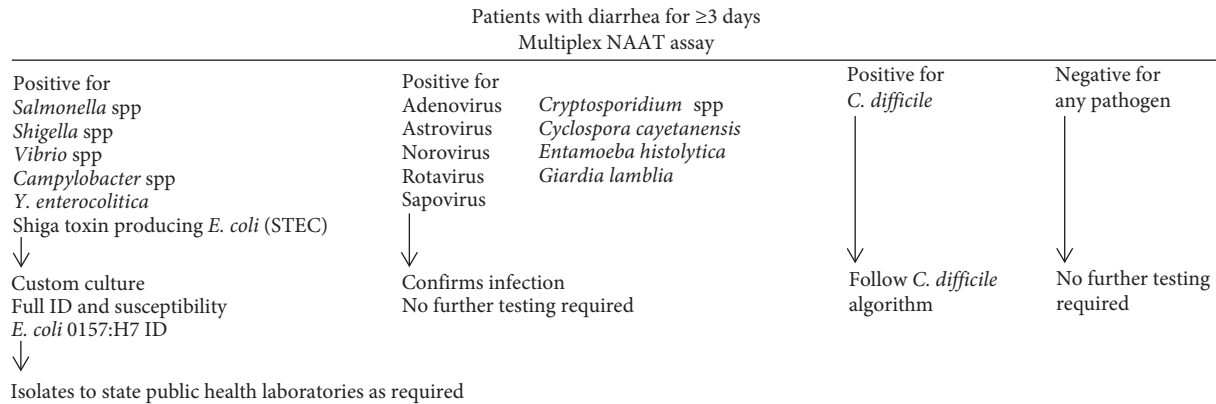 Patients with diarrhea for ≥3 days
Multiplex NAAT assay
Positive for
Salmonella spp
Shigella spp
Vibrio spp
Campylobacter spp
Y. enterocolitica
Shiga toxin producing E. coli (STEC)
Custom culture
Full ID and susceptibility
E. coli 0157:H7 ID
Isolates to state public health laboratories as required
Positive for
Adenovirus
Astrovirus
Norovirus
Rotavirus
Sapovirus
Cryptosporidium spp
Cyclospora cayetanensis
Entamoeba histolytica
Giardia lamblia
Confirms infection
No further testing required
Positive for
C. difficile
Follow C. difficile
algorithm
Negative for
any pathogen
No further testing
required